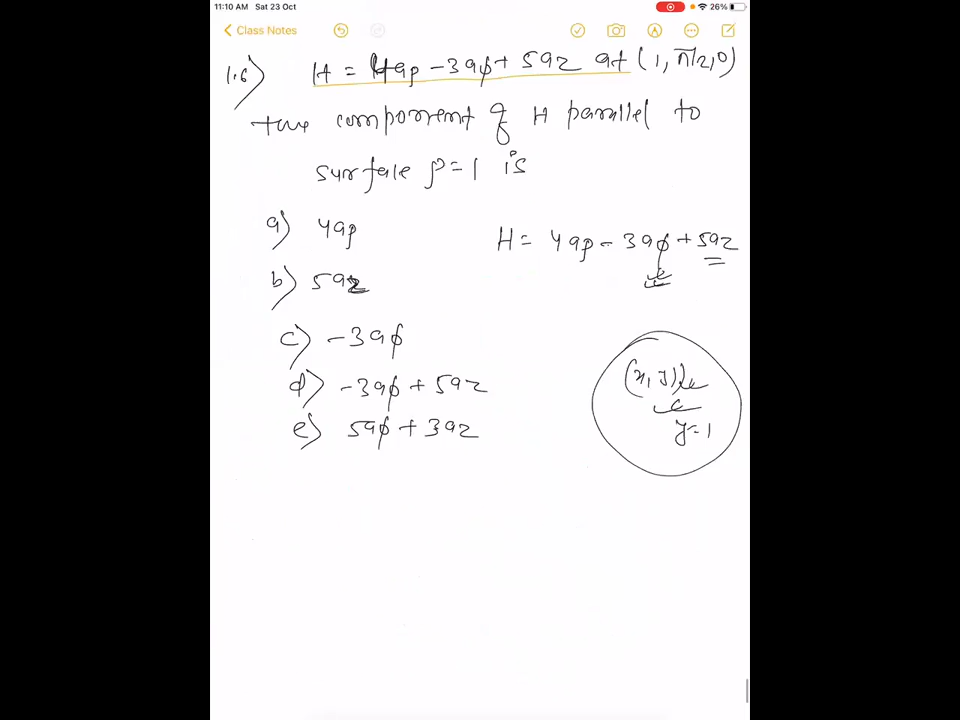 11:10 AM Sat 23 Oct
26%
Class Notes
1.6) H = 4aρ - 3aφ + 5az at (1, π/2, 0)
the component of H parallel to
surface ρ=1 is
a) 4aρ
H = 4aρ - 3aφ + 5az
b) 5az
c) -3aφ
d) -3aφ + 5az
e) 5aφ + 3az
y=1